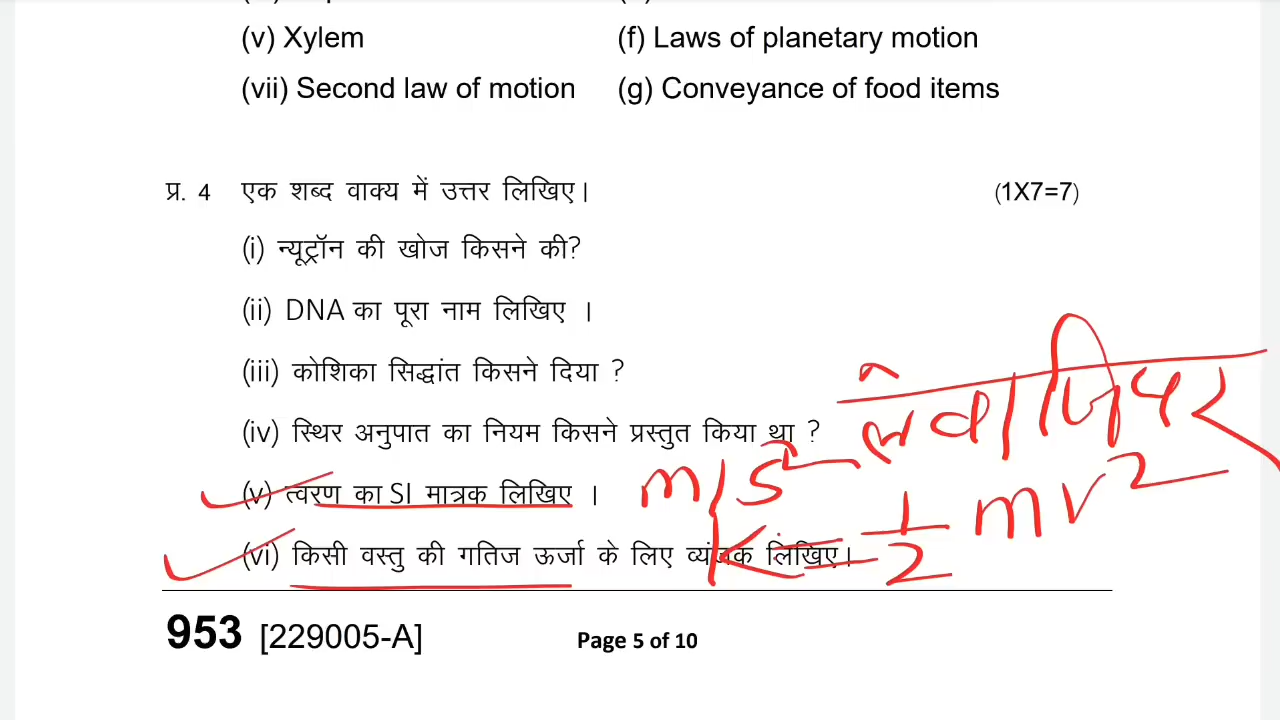 (v) Xylem (f) Laws of planetary motion
(vii) Second law of motion (g) Conveyance of food items
प्र. 4 एक शब्द वाक्य में उत्तर लिखिए। (1X7=7)
(i) न्यूट्रॉन की खोज किसने की?
(ii) DNA का पूरा नाम लिखिए ।
(iii) कोशिका सिद्धांत किसने दिया ?
(iv) स्थिर अनुपात का नियम किसने प्रस्तुत किया था ? लेवाजियर
(v) त्वरण का SI मात्रक लिखिए । m/s²
(vi) किसी वस्तु की गतिज ऊर्जा के लिए व्यंजक लिखिए। K = 1/2 mv²
953 [229005-A] Page 5 of 10